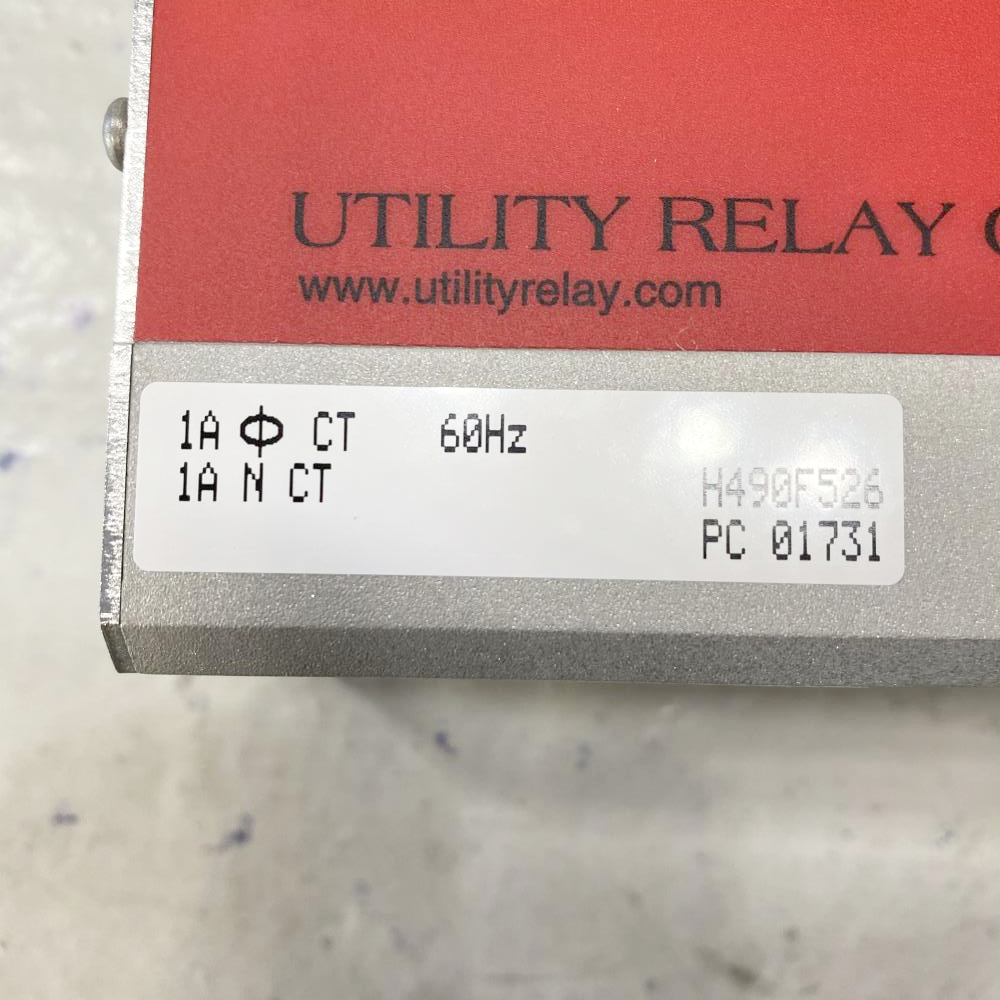 UTILITY RELAY
www.utilityrelay.com
1A Φ CT 60Hz
1A N CT
H490F526
PC 01731